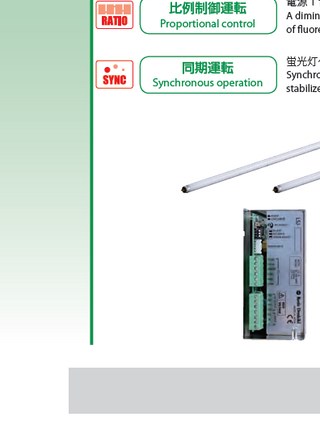 RATIO
比例制御運転
Proportional control
電源1
A dimin
of fluore
SYNC
同期運転
Synchronous operation
蛍光灯
Synchro
stabilize